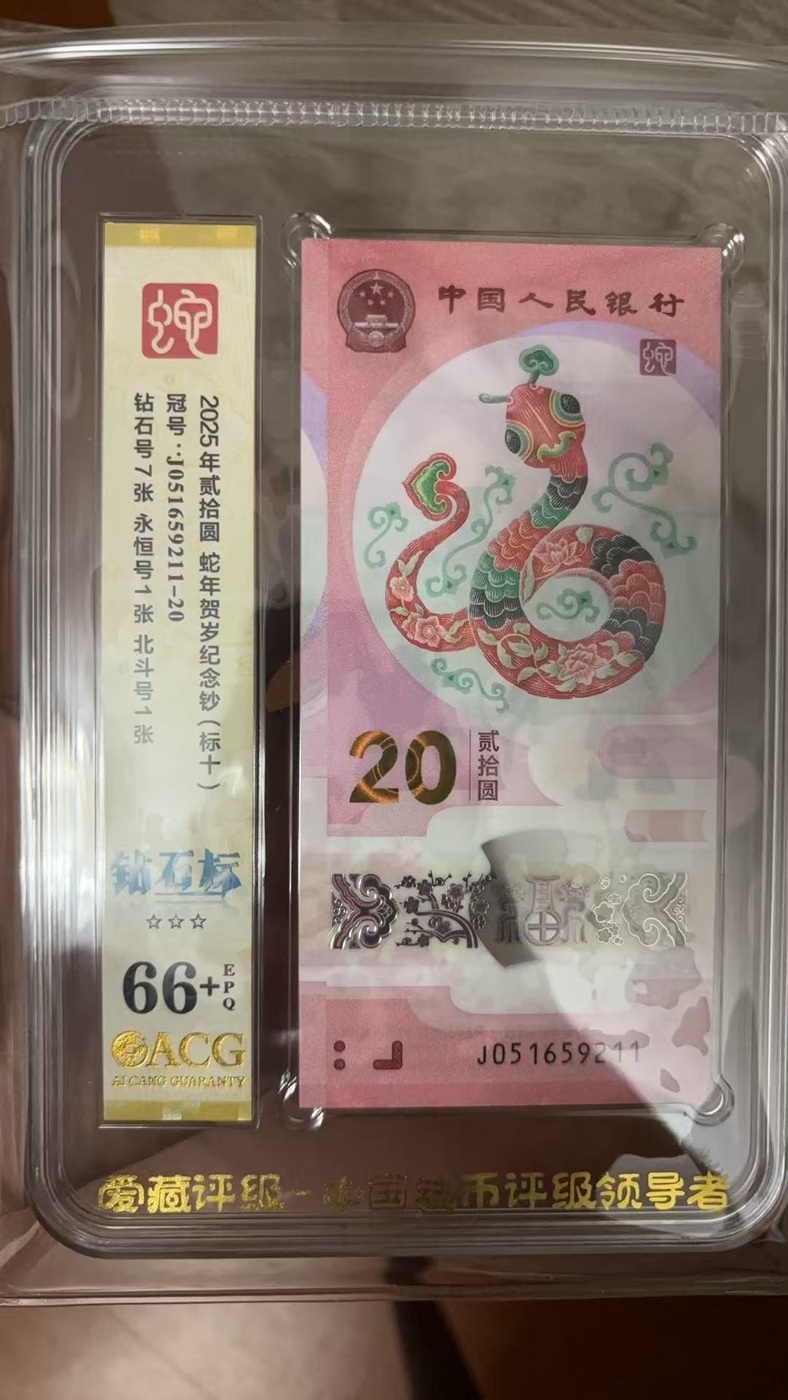 蛇
2025年贰拾圆 蛇年贺岁纪念钞（标十）
冠号：J051659211-20
钻石号7张 永恒号1张 北斗号1张
钻石标
☆☆☆
66+ EPQ
ACG
AI CANG GUARANTY
中国人民银行
蛇
20 贰拾圆
J051659211
爱藏评级-中国钱币评级领导者